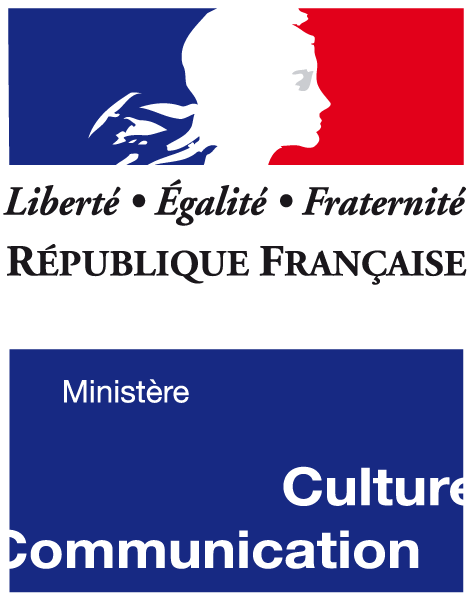 Liberté • Égalité • Fraternité
RÉPUBLIQUE FRANÇAISE
Ministère
Culture
Communication